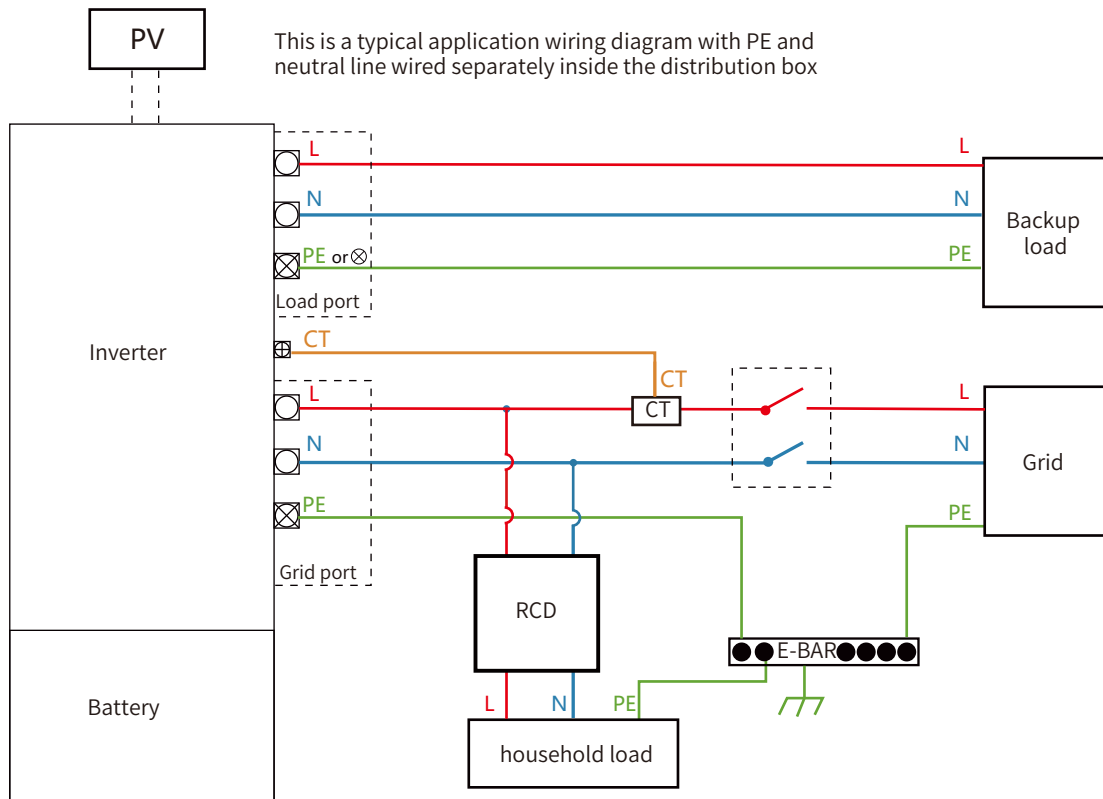 PV
This is a typical application wiring diagram with PE and
neutral line wired separately inside the distribution box
L
L
N
N
PE or
PE
Load port
Backup
load
Inverter
CT
CT
CT
L
L
N
N
PE
PE
Grid
Grid port
RCD
E-BAR
Battery
L
N
PE
household load